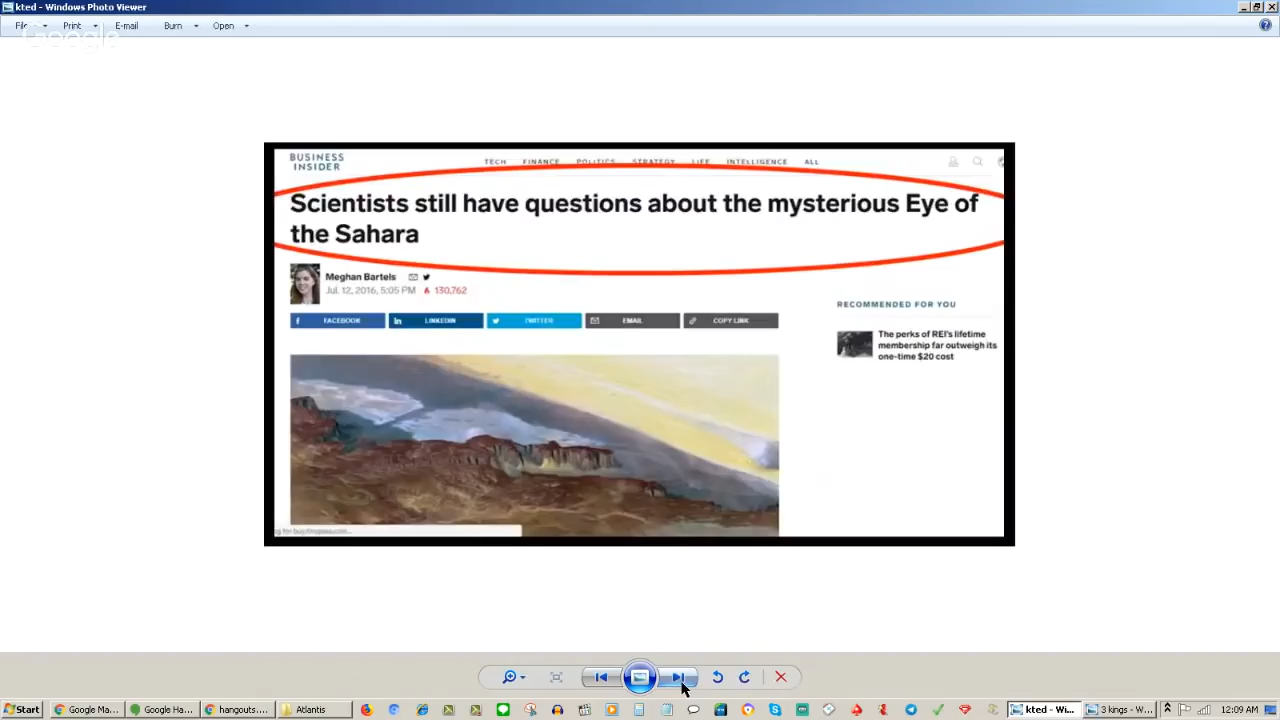 kted - Windows Photo Viewer
File Print E-mail Burn Open
Google
BUSINESS INSIDER
TECH FINANCE POLITICS STRATEGY LIFE INTELLIGENCE ALL
Scientists still have questions about the mysterious Eye of
the Sahara
Meghan Bartels
Jul. 12, 2016, 5:05 PM 130,762
FACEBOOK LINKEDIN TWITTER EMAIL COPY LINK
RECOMMENDED FOR YOU
The perks of REI's lifetime
membership far outweigh its
one-time $20 cost
Start Google Ma... Google Ha... hangouts.... Atlantis kted - Wi... 3 kings - W...